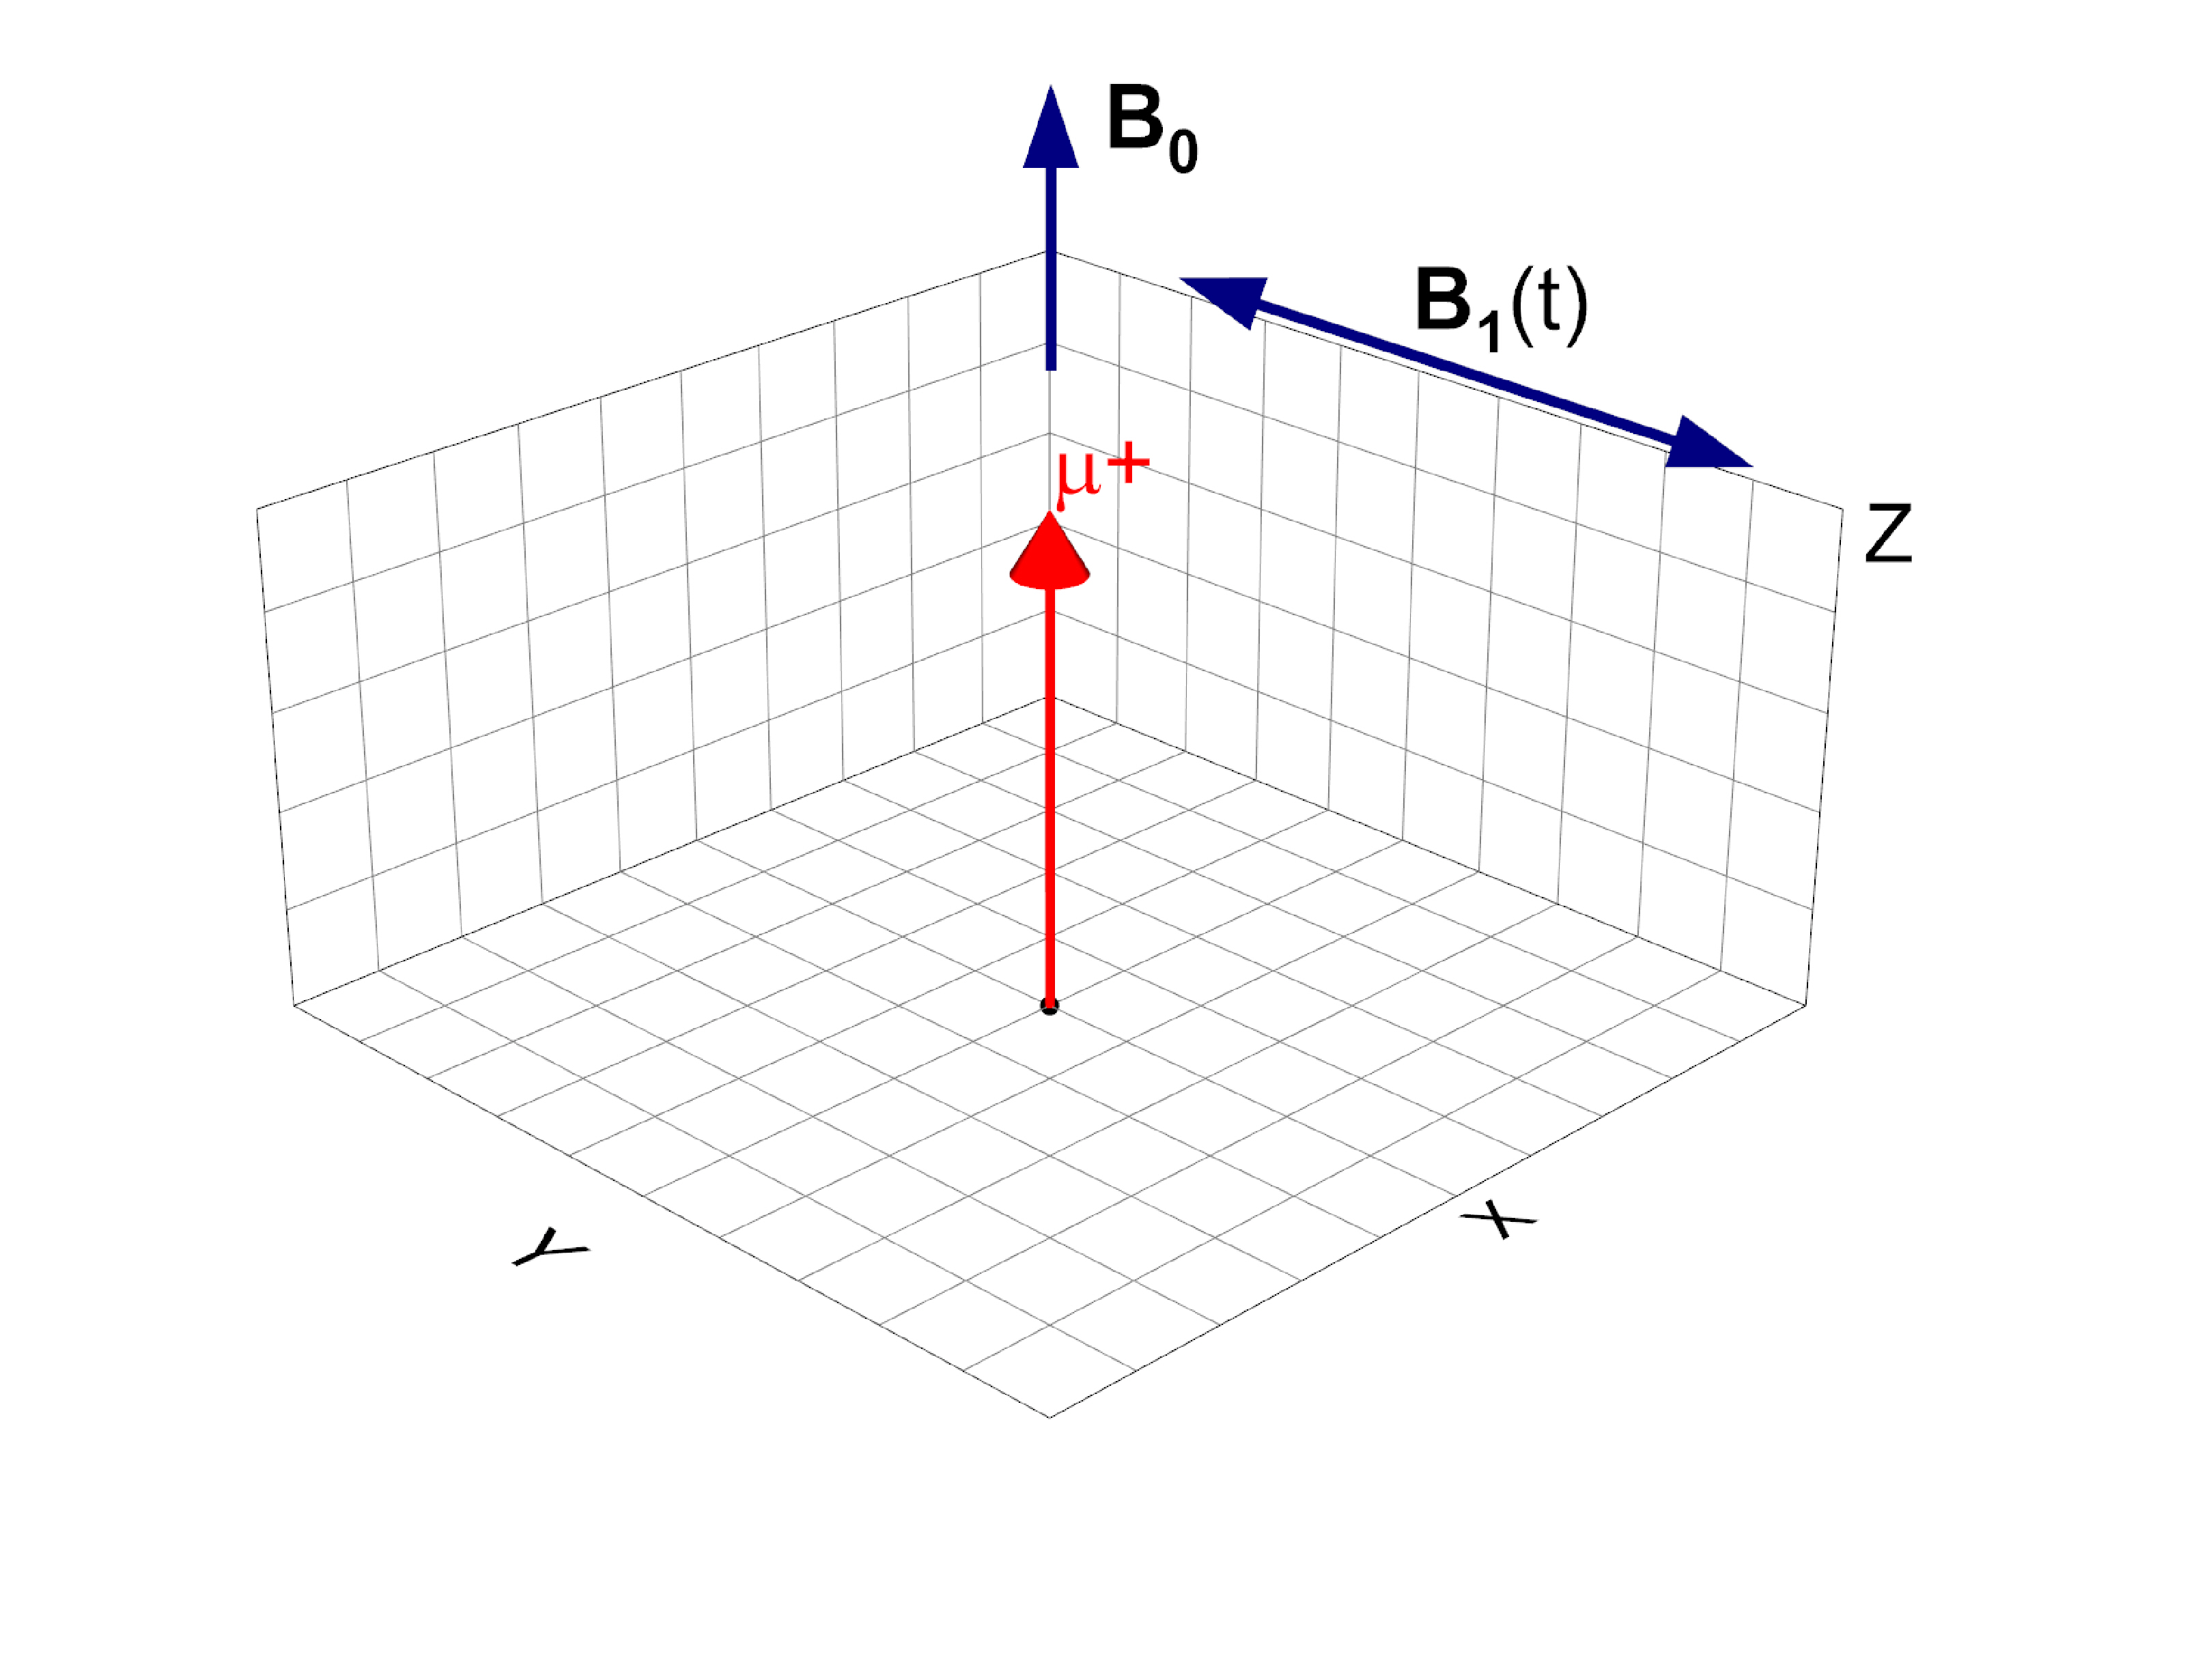 B₀
B₁(t)
μ+
Z
X
Y